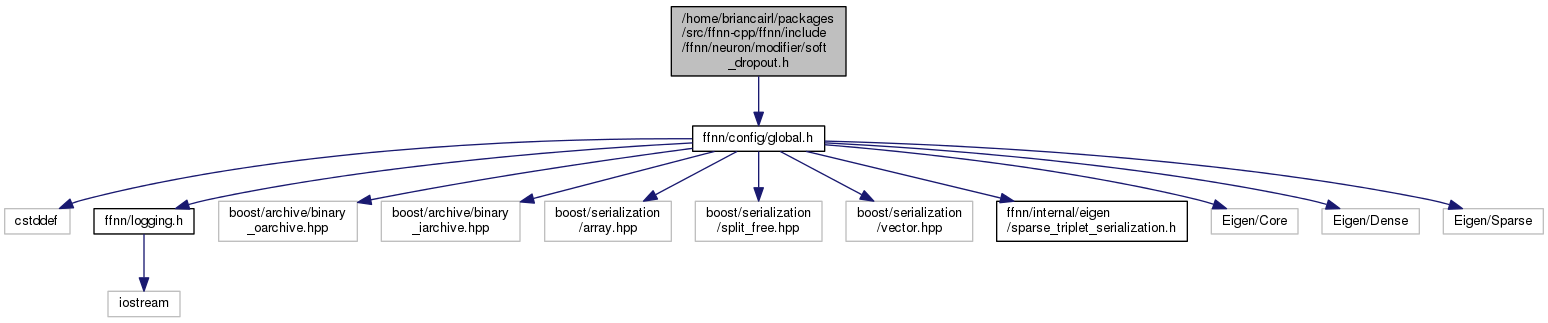 /home/briancairl/packages
/src/ffnn-cpp/ffnn/include
/ffnn/neuron/modifier/soft
_dropout.h
ffnn/config/global.h
cstddef
ffnn/logging.h
boost/archive/binary
_oarchive.hpp
boost/archive/binary
_iarchive.hpp
boost/serialization
/array.hpp
boost/serialization
/split_free.hpp
boost/serialization
/vector.hpp
ffnn/internal/eigen
/sparse_triplet_serialization.h
Eigen/Core
Eigen/Dense
Eigen/Sparse
iostream